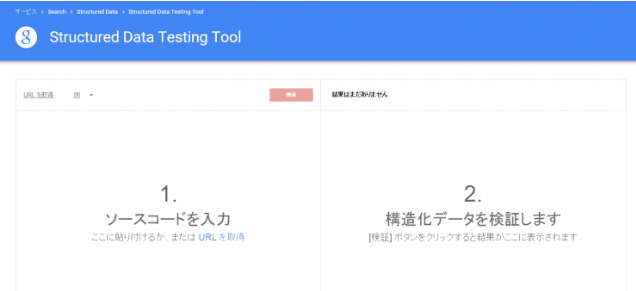 サービス > Search > Structured Data > Structured Data Testing Tool
g Structured Data Testing Tool
URL を取得 例
検証
結果はまだありません
1.
ソースコードを入力
ここに貼り付けるか、または URL を取得
2.
構造化データを検証します
[検証] ボタンをクリックすると結果がここに表示されます